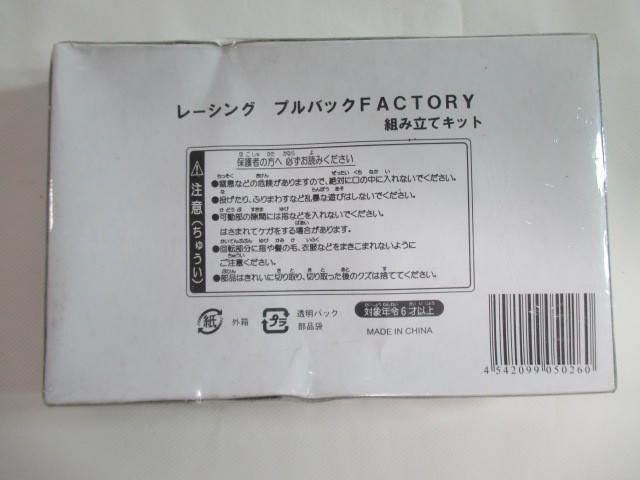 レーシング プルバックFACTORY
組み立てキット
注意(ちゅうい)
保護者の方へ 必ずお読みください
●窒息などの危険がありますので、絶対に口の中に入れないでください。
●投げたり、ふりまわすなど乱暴な遊びはしないでください。
●可動部の隙間には指などを入れないでください。
はさまれてケガをする場合があります。
●回転部分に指や髪の毛、衣服などをまきこまれないように
ご注意ください。
●部品はきれいに切り取り、切り取った後のクズは捨ててください。
紙 外箱
プラ 透明パック
部品袋
対象年令6才以上
MADE IN CHINA
4 542099 050260